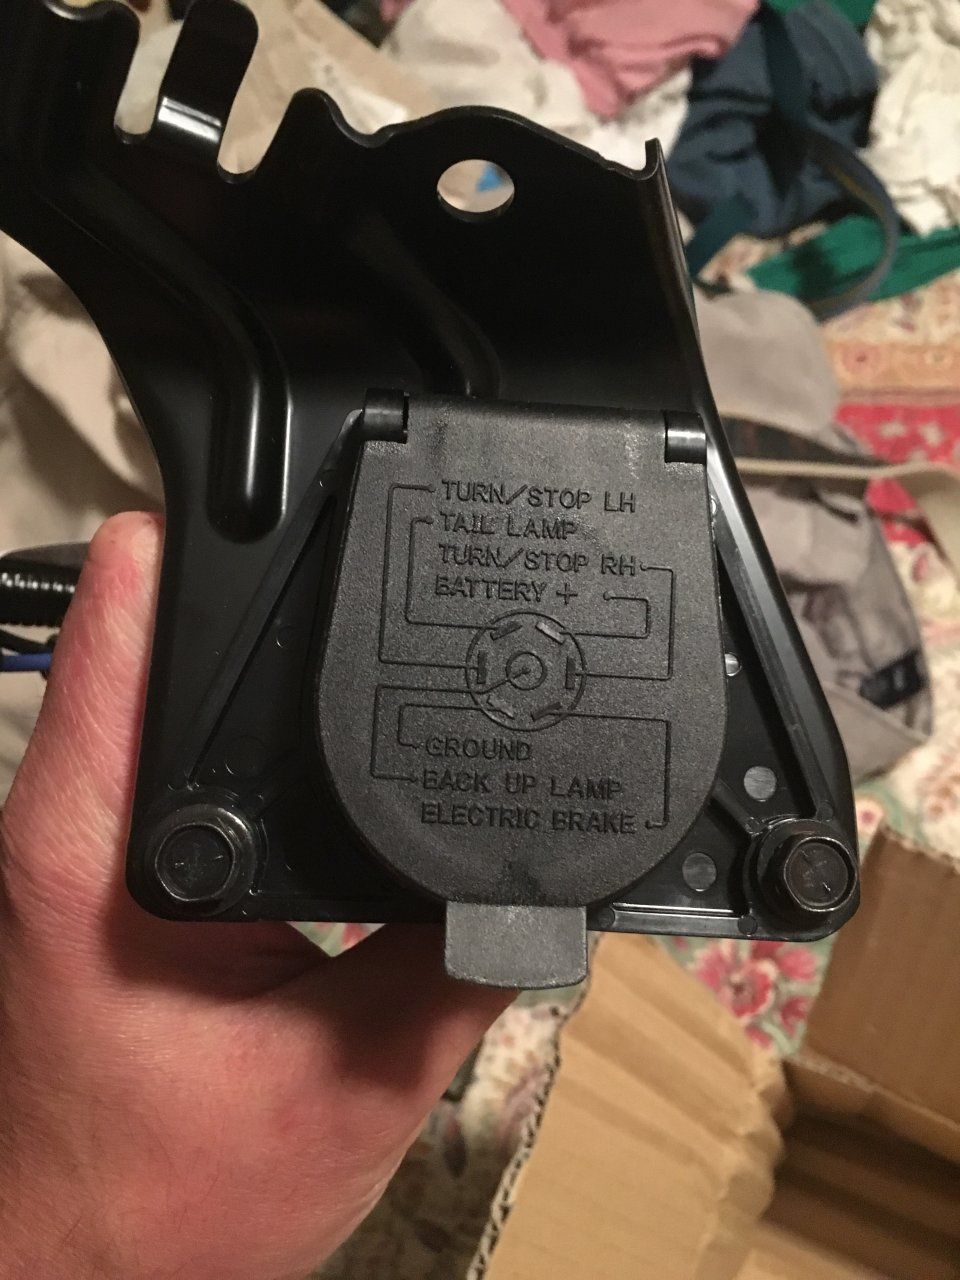 TURN/STOP LH
TAIL LAMP
TURN/STOP RH
BATTERY +
GROUND
BACK UP LAMP
ELECTRIC BRAKE